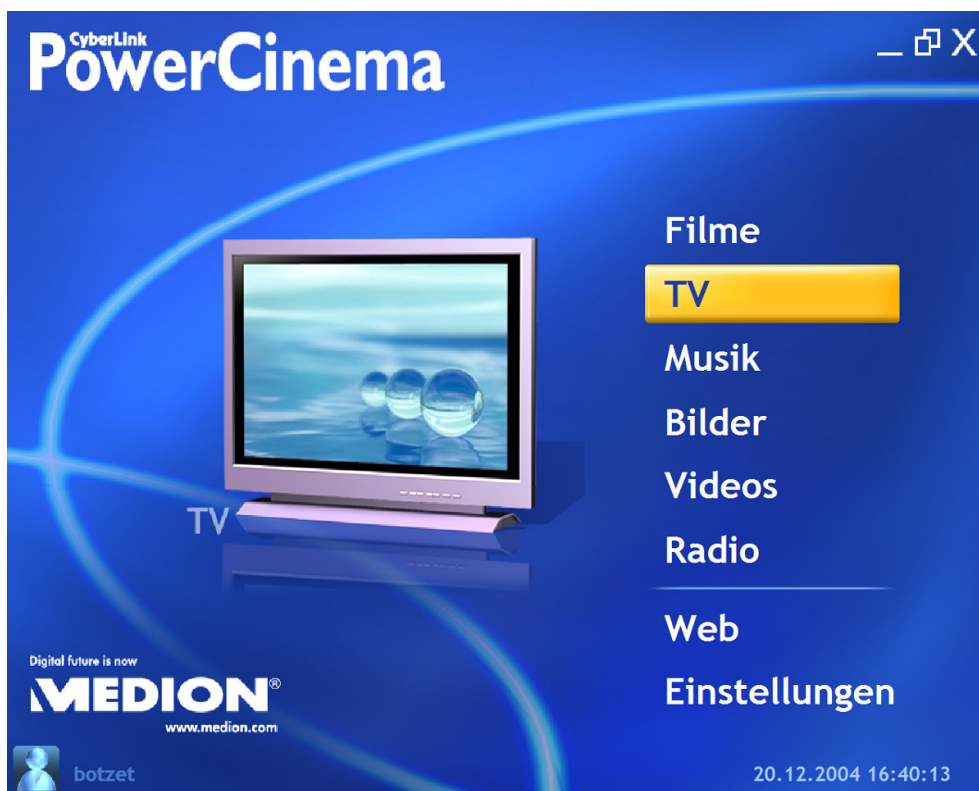 CyberLink
PowerCinema
Filme
TV
Musik
Bilder
Videos
Radio
TV
Web
Einstellungen
Digital future is now
MEDION®
www.medion.com
botzet
20.12.2004 16:40:13